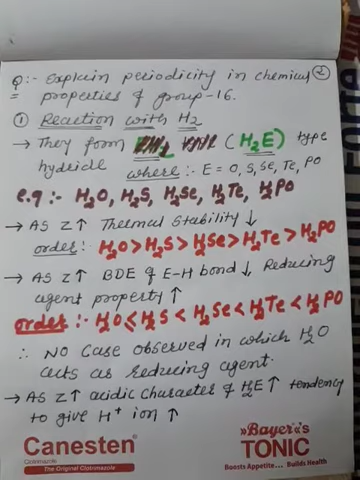 Q:- explain periodicity in chemical ②
properties of group-16.
① Reaction with H2
→ They form (H2E) type
hydride where :- E = O, S, Se, Te, PO
e.g :- H2O, H2S, H2Se, H2Te, H2PO
→ AS Z↑ Thermal Stability ↓
order: H2O > H2S > H2Se > H2Te > H2PO
→ AS Z↑ BDE of E-H bond ↓, Reducing
agent property ↑
order :- H2O < H2S < H2Se < H2Te < H2PO
∴ NO Case observed in which H2O
acts as reducing agent.
→ AS Z↑ acidic character of H2E ↑ tendency
to give H+ ion ↑
Canesten
Clotrimazole
The Original Clotrimazole
Bayer's
TONIC
Boosts Appetite... Builds Health